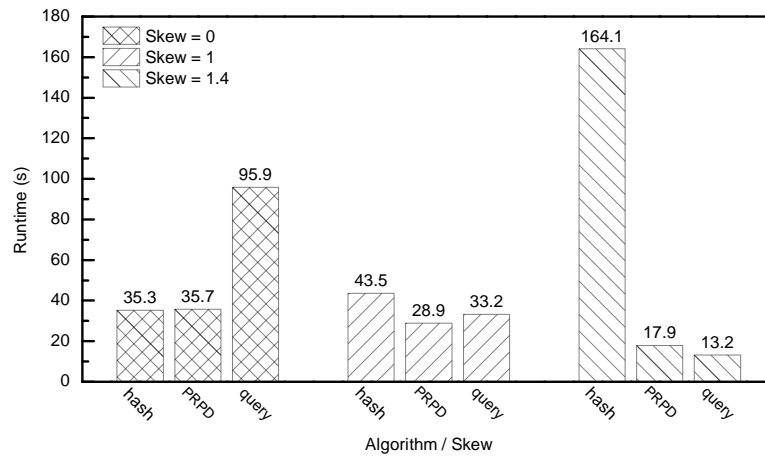 180
160
140
120
100
80
60
40
20
0
Runtime (s)
Skew = 0
Skew = 1
Skew = 1.4
35.3
35.7
95.9
43.5
28.9
33.2
164.1
17.9
13.2
hash
PRPD
query
hash
PRPD
query
hash
PRPD
query
Algorithm / Skew